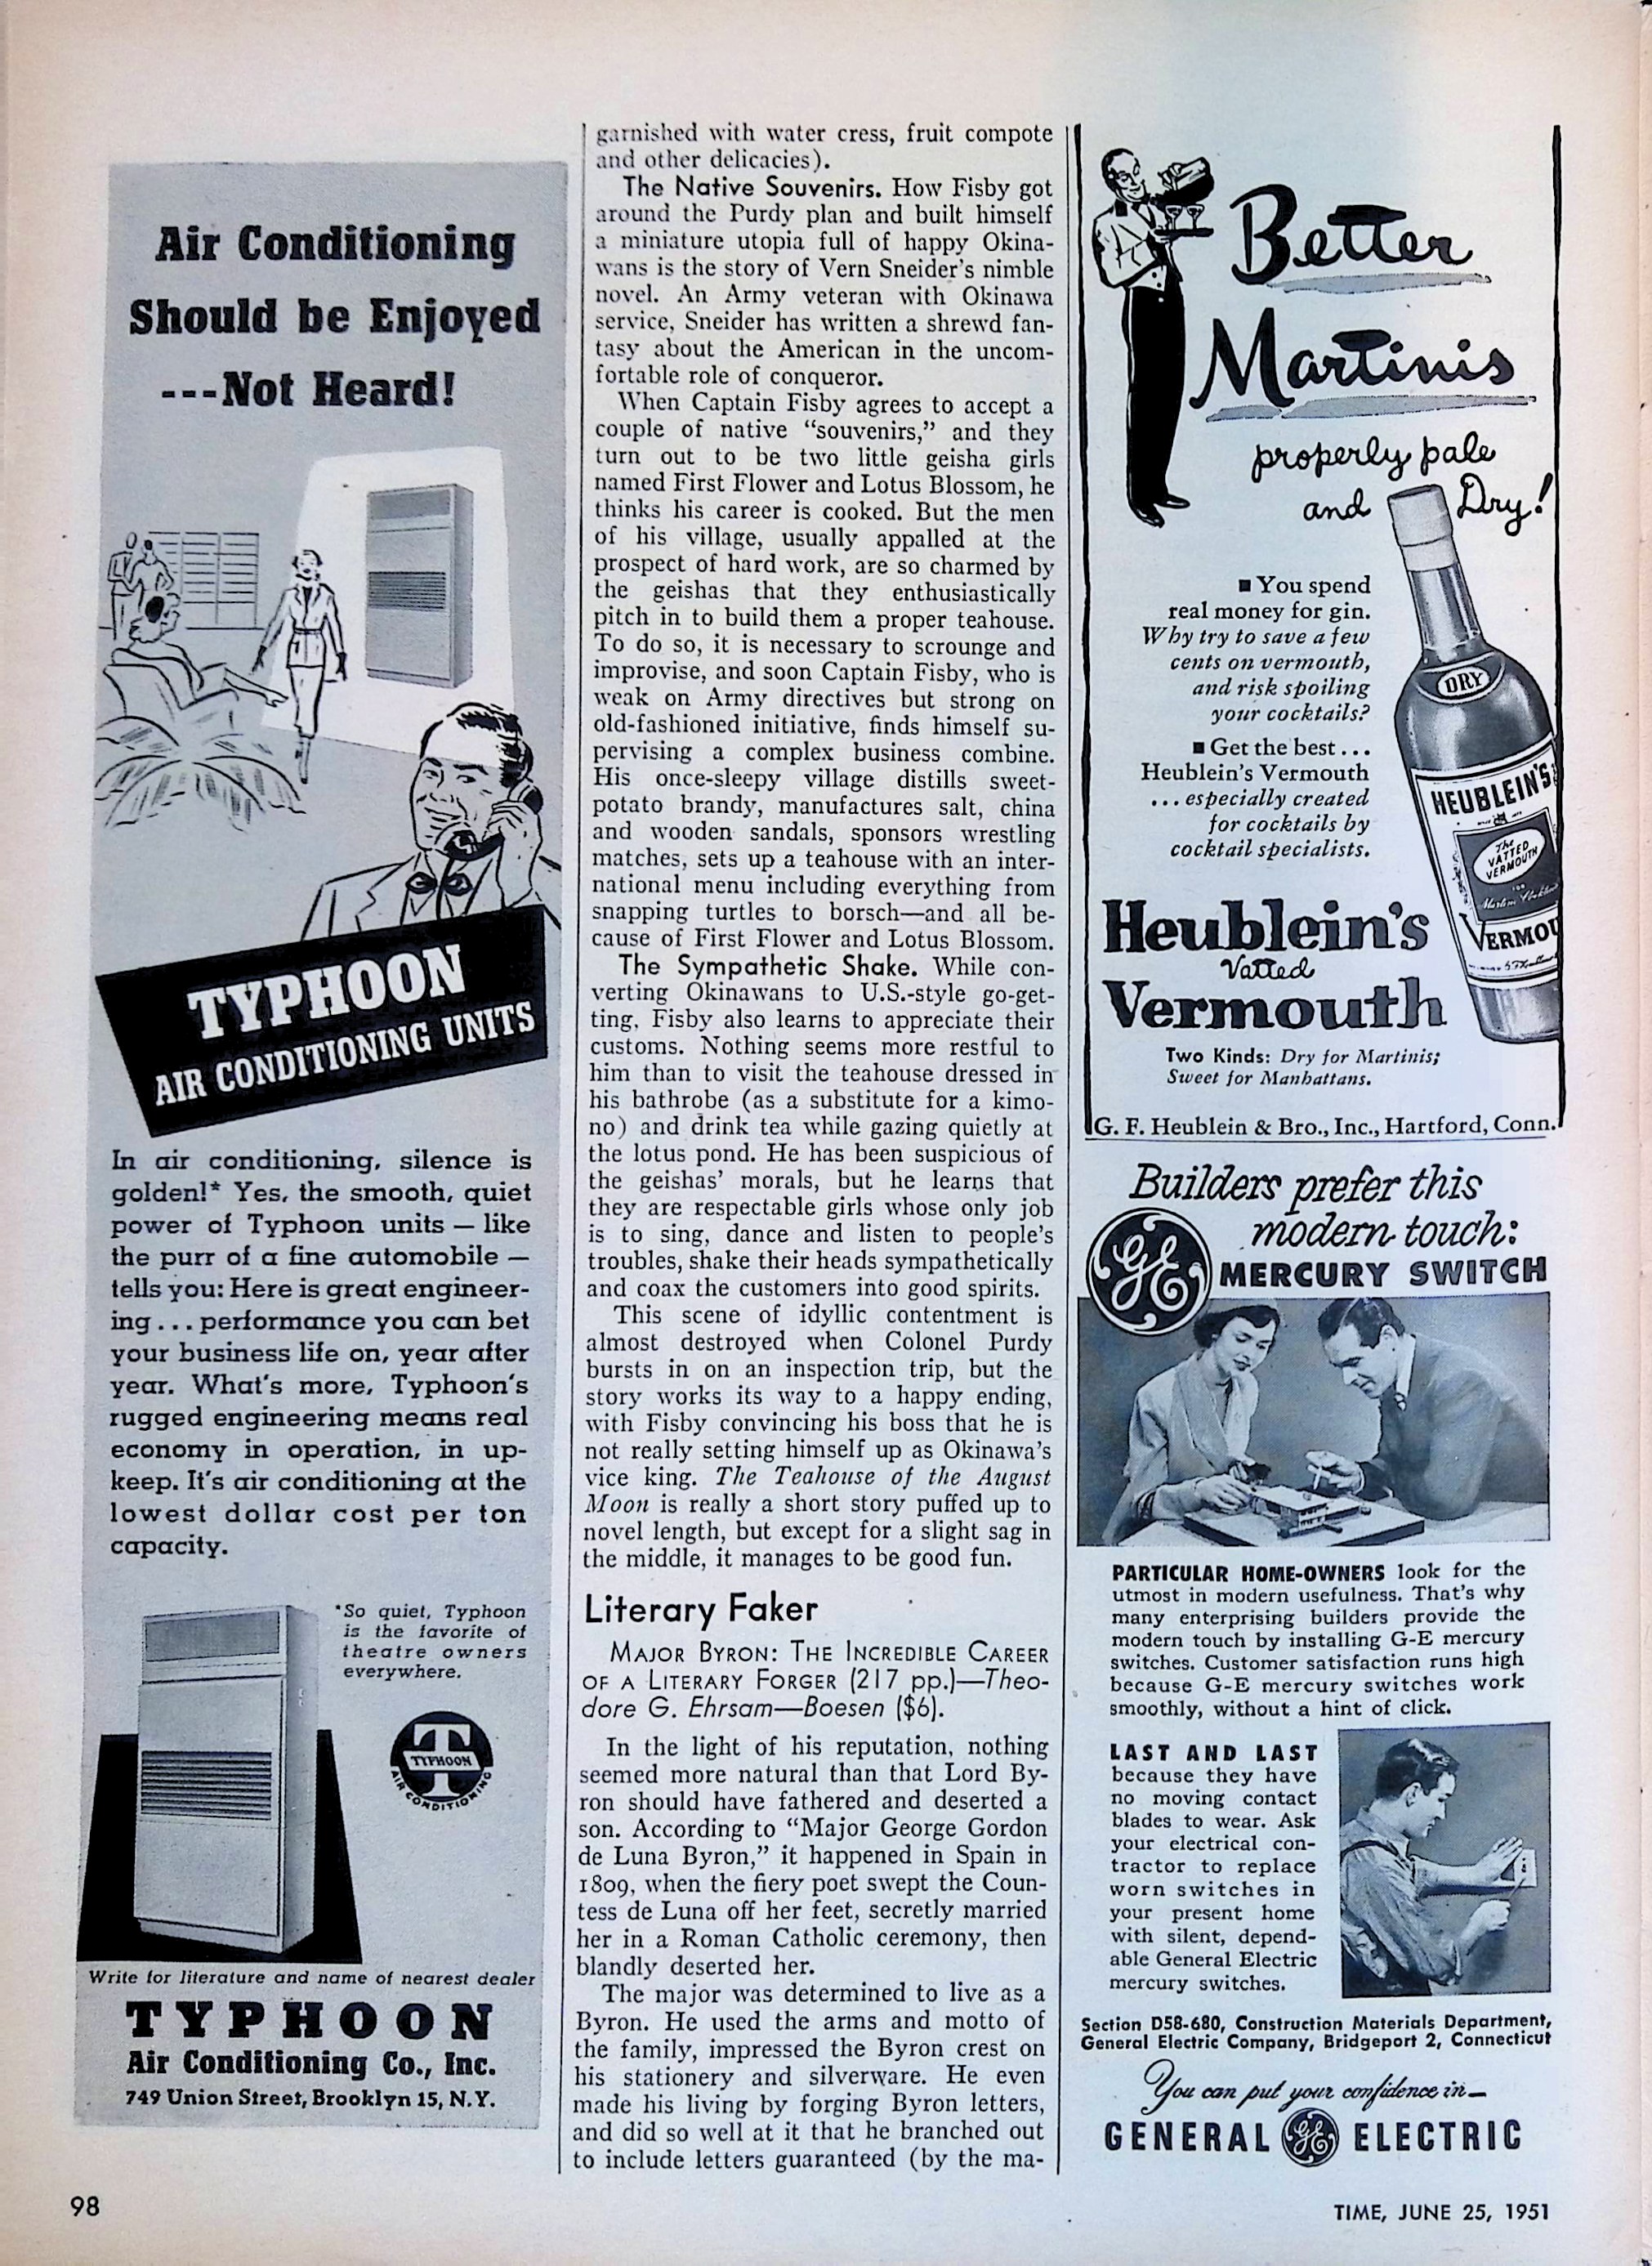 Air Conditioning
Should be Enjoyed
---Not Heard!
TYPHOON
AIR CONDITIONING UNITS
In air conditioning, silence is
golden!* Yes, the smooth, quiet
power of Typhoon units — like
the purr of a fine automobile —
tells you: Here is great engineer-
ing . . . performance you can bet
your business life on, year after
year. What's more, Typhoon's
rugged engineering means real
economy in operation, in up-
keep. It's air conditioning at the
lowest dollar cost per ton
capacity.
*So quiet, Typhoon
is the favorite of
theatre owners
everywhere.
T
TYPHOON
AIR CONDITIONING
Write for literature and name of nearest dealer
TYPHOON
Air Conditioning Co., Inc.
749 Union Street, Brooklyn 15, N.Y.
garnished with water cress, fruit compote
and other delicacies).
The Native Souvenirs. How Fisby got
around the Purdy plan and built himself
a miniature utopia full of happy Okina-
wans is the story of Vern Sneider's nimble
novel. An Army veteran with Okinawa
service, Sneider has written a shrewd fan-
tasy about the American in the uncom-
fortable role of conqueror.
When Captain Fisby agrees to accept a
couple of native “souvenirs,” and they
turn out to be two little geisha girls
named First Flower and Lotus Blossom, he
thinks his career is cooked. But the men
of his village, usually appalled at the
prospect of hard work, are so charmed by
the geishas that they enthusiastically
pitch in to build them a proper teahouse.
To do so, it is necessary to scrounge and
improvise, and soon Captain Fisby, who is
weak on Army directives but strong on
old-fashioned initiative, finds himself su-
pervising a complex business combine.
His once-sleepy village distills sweet-
potato brandy, manufactures salt, china
and wooden sandals, sponsors wrestling
matches, sets up a teahouse with an inter-
national menu including everything from
snapping turtles to borsch—and all be-
cause of First Flower and Lotus Blossom.
The Sympathetic Shake. While con-
verting Okinawans to U.S.-style go-get-
ting, Fisby also learns to appreciate their
customs. Nothing seems more restful to
him than to visit the teahouse dressed in
his bathrobe (as a substitute for a kimo-
no) and drink tea while gazing quietly at
the lotus pond. He has been suspicious of
the geishas' morals, but he learns that
they are respectable girls whose only job
is to sing, dance and listen to people's
troubles, shake their heads sympathetically
and coax the customers into good spirits.
This scene of idyllic contentment is
almost destroyed when Colonel Purdy
bursts in on an inspection trip, but the
story works its way to a happy ending,
with Fisby convincing his boss that he is
not really setting himself up as Okinawa's
vice king. The Teahouse of the August
Moon is really a short story puffed up to
novel length, but except for a slight sag in
the middle, it manages to be good fun.
Literary Faker
MAJOR BYRON: THE INCREDIBLE CAREER
OF A LITERARY FORGER (217 pp.)—Theo-
dore G. Ehrsam—Boesen ($6).
In the light of his reputation, nothing
seemed more natural than that Lord By-
ron should have fathered and deserted a
son. According to “Major George Gordon
de Luna Byron,” it happened in Spain in
1809, when the fiery poet swept the Coun-
tess de Luna off her feet, secretly married
her in a Roman Catholic ceremony, then
blandly deserted her.
The major was determined to live as a
Byron. He used the arms and motto of
the family, impressed the Byron crest on
his stationery and silverware. He even
made his living by forging Byron letters,
and did so well at it that he branched out
to include letters guaranteed (by the ma-
Better
Martinis
properly pale
and Dry!
■ You spend
real money for gin.
Why try to save a few
cents on vermouth,
and risk spoiling
your cocktails?
■ Get the best . . .
Heublein's Vermouth
. . . especially created
for cocktails by
cocktail specialists.
DRY
HEUBLEIN'S
The
VATTED
VERMOUTH
FOR
VERMOU
Heublein's
Vatted
Vermouth
Two Kinds: Dry for Martinis;
Sweet for Manhattans.
G. F. Heublein & Bro., Inc., Hartford, Conn.
Builders prefer this
modern touch:
GE
MERCURY SWITCH
PARTICULAR HOME-OWNERS look for the
utmost in modern usefulness. That's why
many enterprising builders provide the
modern touch by installing G-E mercury
switches. Customer satisfaction runs high
because G-E mercury switches work
smoothly, without a hint of click.
LAST AND LAST
because they have
no moving contact
blades to wear. Ask
your electrical con-
tractor to replace
worn switches in
your present home
with silent, depend-
able General Electric
mercury switches.
Section D58-680, Construction Materials Department,
General Electric Company, Bridgeport 2, Connecticut
You can put your confidence in—
GENERAL GE ELECTRIC
98
TIME, JUNE 25, 1951